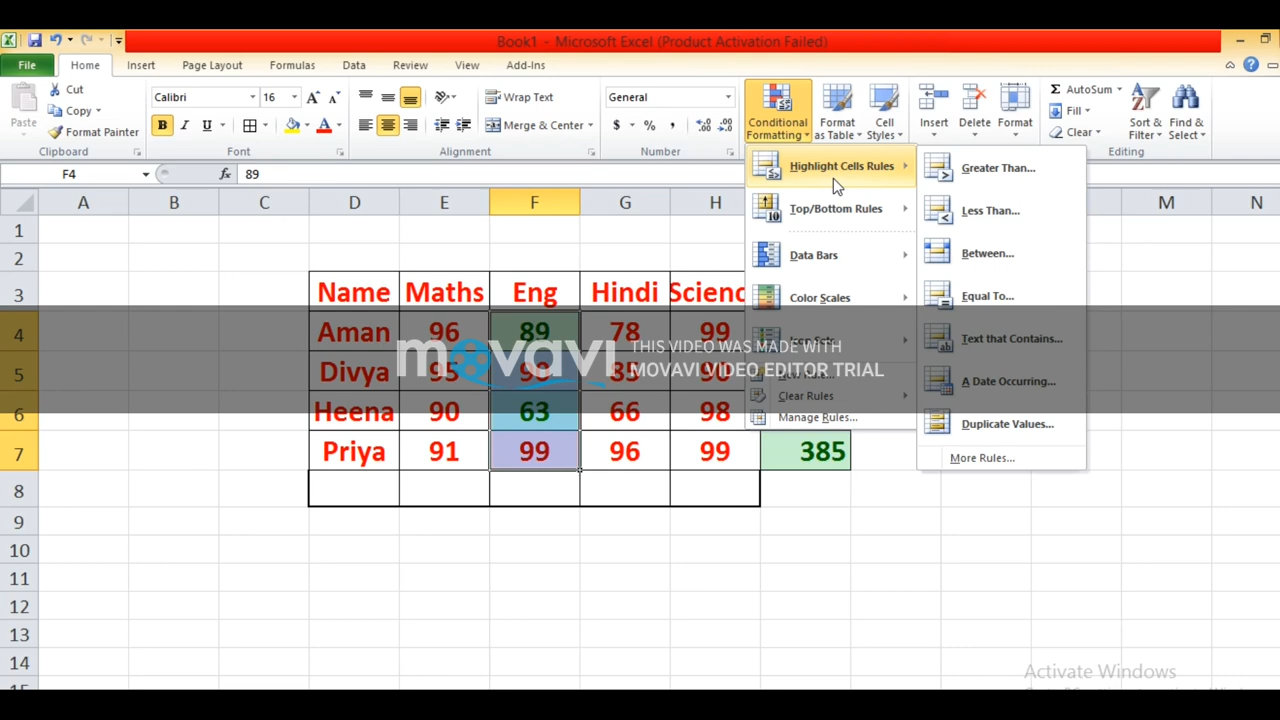 Book1 - Microsoft Excel (Product Activation Failed)
File Home Insert Page Layout Formulas Data Review View Add-Ins
Paste
Cut
Copy
Format Painter
Clipboard
Calibri 16
B I U
Font
Wrap Text
Merge & Center
Alignment
General
$ % ,
Number
Conditional Formatting
Format as Table
Cell Styles
Insert
Delete
Format
AutoSum
Fill
Clear
Sort & Filter
Find & Select
Editing
F4 fx 89
Highlight Cells Rules
Top/Bottom Rules
Data Bars
Color Scales
Icon Sets
New Rule...
Clear Rules
Manage Rules...
Greater Than...
Less Than...
Between...
Equal To...
Text that Contains...
A Date Occurring...
Duplicate Values...
More Rules...
A B C D E F G H M N
1
2
3 Name Maths Eng Hindi Scienc
4 Aman 96 89 78 99
5 Divya 95
6 Heena 90 63 66 98
7 Priya 91 99 96 99 385
8
9
10
11
12
13
14
movavi
THIS VIDEO WAS MADE WITH
MOVAVI VIDEO EDITOR TRIAL
Activate Windows